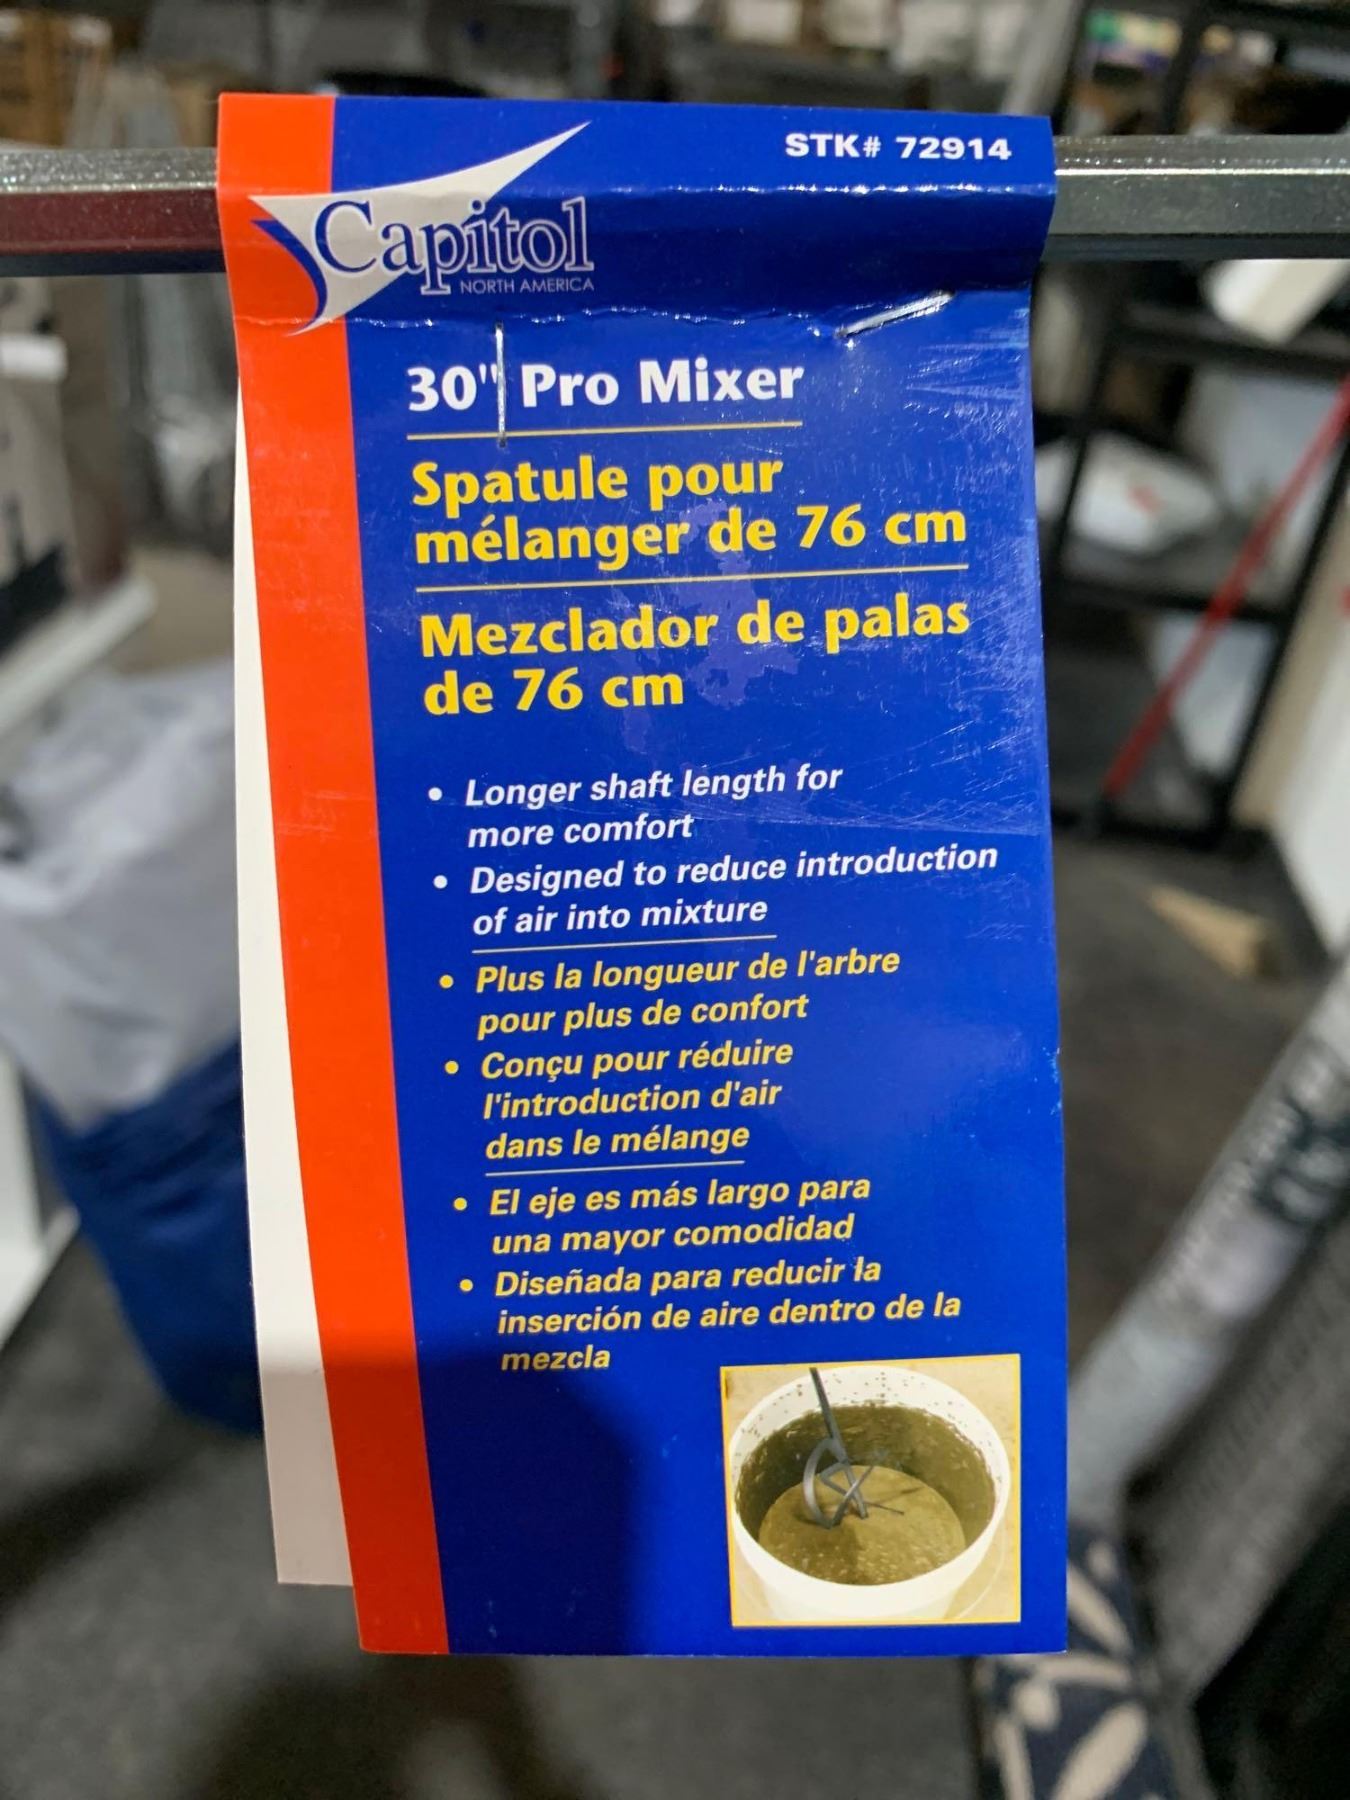 STK# 72914
Capitol
NORTH AMERICA
30" Pro Mixer
Spatule pour
mélanger de 76 cm
Mezclador de palas
de 76 cm
• Longer shaft length for
more comfort
• Designed to reduce introduction
of air into mixture
• Plus la longueur de l'arbre
pour plus de confort
• Conçu pour réduire
l'introduction d'air
dans le mélange
• El eje es más largo para
una mayor comodidad
• Diseñada para reducir la
inserción de aire dentro de la
mezcla